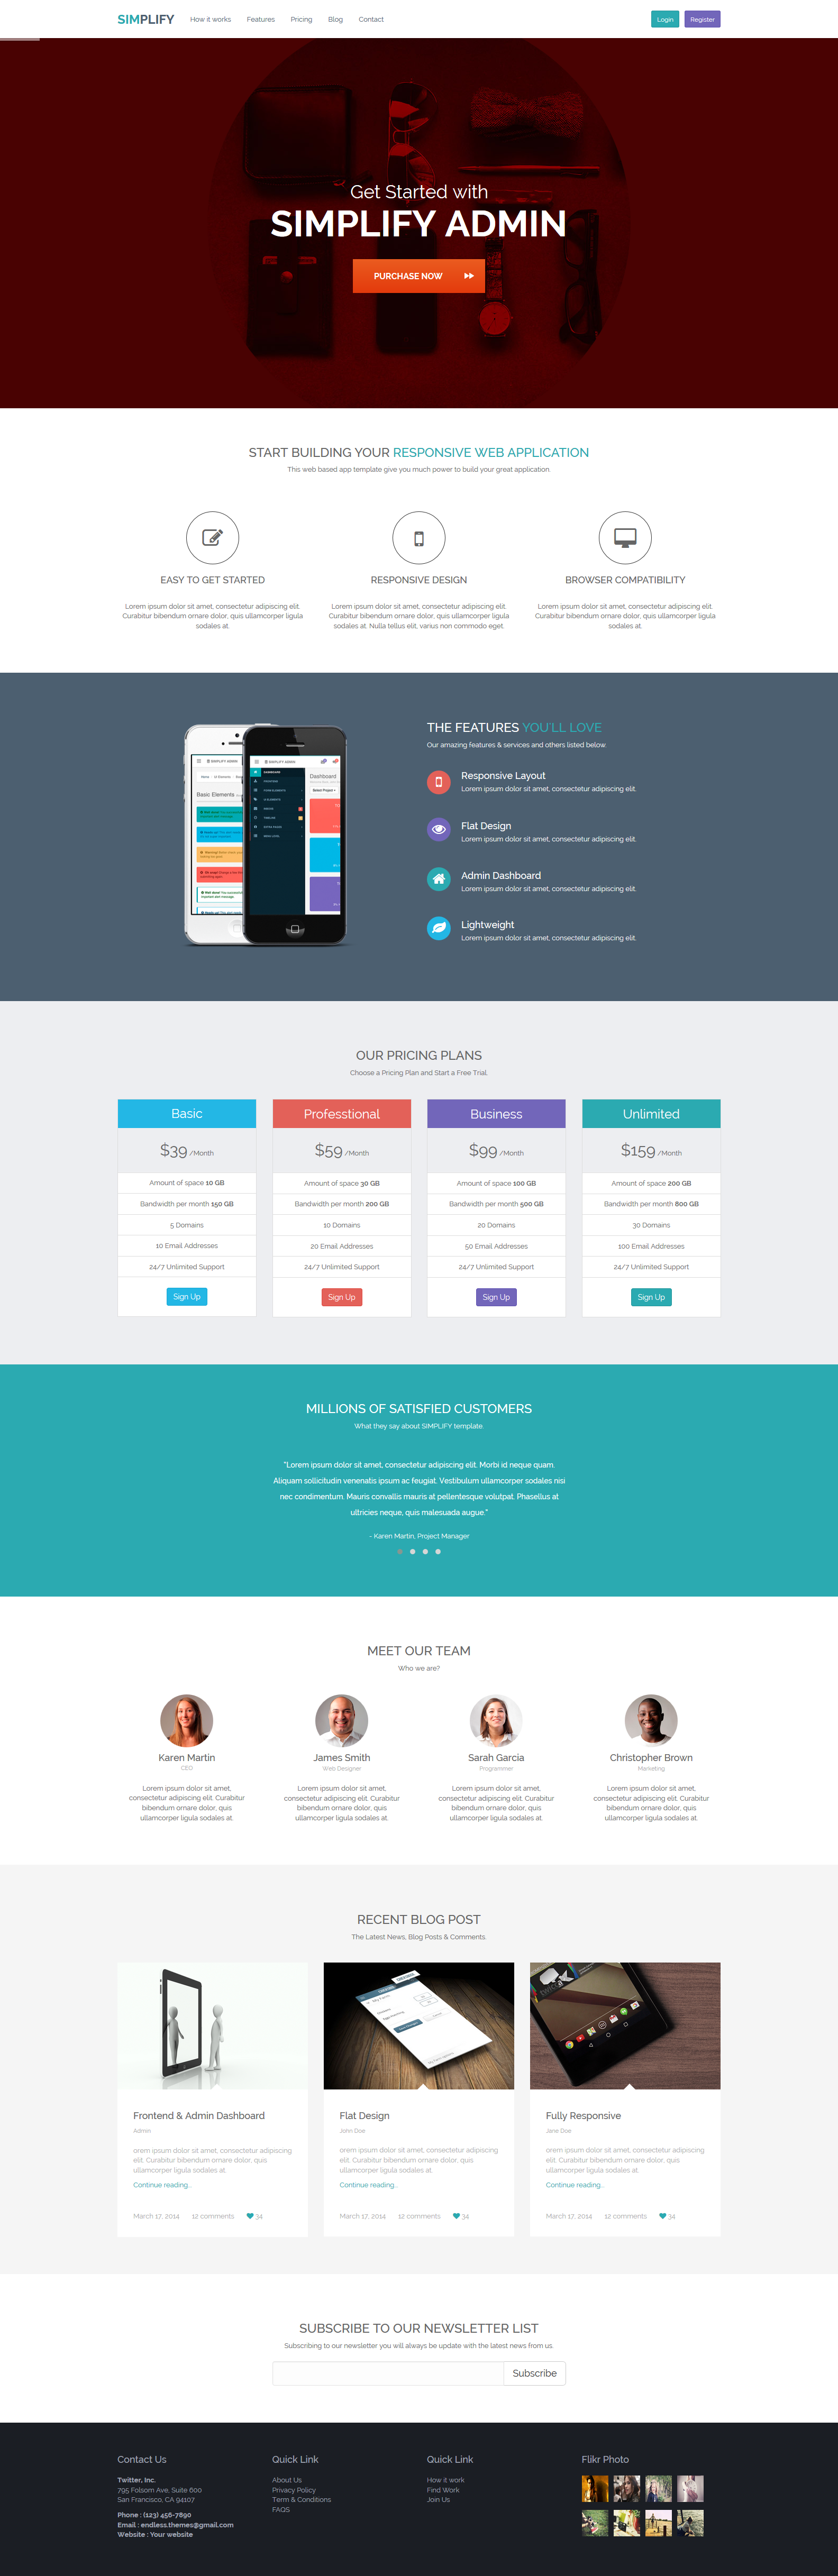 SIMPLIFY
How it works
Features
Pricing
Blog
Contact
Login
Register
Get Started with
SIMPLIFY ADMIN
PURCHASE NOW
START BUILDING YOUR RESPONSIVE WEB APPLICATION
This web based app template give you much power to build your great application
EASY TO GET STARTED
Lorem ipsum dolor sit amet, consectetur adipiscing elit.
Curabitur bibendum ornare dolor, quis ullamcorper ligula
sodales at.
RESPONSIVE DESIGN
Lorem ipsum dolor sit amet, consectetur adipiscing elit.
Curabitur bibendum ornare dolor, quis ullamcorper ligula
sodales at. Nulla tellus elit, varius non commodo eget.
BROWSER COMPATIBILITY
Lorem ipsum dolor sit amet, consectetur adipiscing elit.
Curabitur bibendum ornare dolor, quis ullamcorper ligula
sodales at.
SIMPLIFY ADMIN
Basic Elements
SIMPLIFY ADMIN
DASHBOARD
Dashboard
THE FEATURES YOU'LL LOVE
Our amazing features & services and others listed below.
Responsive Layout
Lorem ipsum dolor sit amet, consectetur adipiscing elit.
Flat Design
Lorem ipsum dolor sit amet, consectetur adipiscing elit.
Admin Dashboard
Lorem ipsum dolor sit amet, consectetur adipiscing elit.
Lightweight
Lorem ipsum dolor sit amet, consectetur adipiscing elit.
OUR PRICING PLANS
Choose a Pricing Plan and Start a Free Trial.
Basic
$39 /Month
Amount of space 10 GB
Bandwidth per month 150 GB
5 Domains
10 Email Addresses
24/7 Unlimited Support
Sign Up
Professtional
$59 /Month
Amount of space 30 GB
Bandwidth per month 200 GB
10 Domains
20 Email Addresses
24/7 Unlimited Support
Sign Up
Business
$99 /Month
Amount of space 100 GB
Bandwidth per month 500 GB
20 Domains
50 Email Addresses
24/7 Unlimited Support
Sign Up
Unlimited
$159 /Month
Amount of space 200 GB
Bandwidth per month 800 GB
30 Domains
100 Email Addresses
24/7 Unlimited Support
Sign Up
MILLIONS OF SATISFIED CUSTOMERS
What they say about SIMPLIFY template.
"Lorem ipsum dolor sit amet, consectetur adipiscing elit. Morbi id neque quam.
Aliquam sollicitudin venenatis ipsum ac feugiat. Vestibulum ullamcorper sodales nisi
nec condimentum. Mauris convallis mauris at pellentesque volutpat. Phasellus at
ultricies neque, quis malesuada augue."
- Karen Martin, Project Manager
MEET OUR TEAM
Who we are?
Karen Martin
CEO
Lorem ipsum dolor sit amet,
consectetur adipiscing elit. Curabitur
bibendum ornare dolor, quis
ullamcorper ligula sodales at.
James Smith
Web Designer
Lorem ipsum dolor sit amet,
consectetur adipiscing elit. Curabitur
bibendum ornare dolor, quis
ullamcorper ligula sodales at.
Sarah Garcia
Programmer
Lorem ipsum dolor sit amet,
consectetur adipiscing elit. Curabitur
bibendum ornare dolor, quis
ullamcorper ligula sodales at.
Christopher Brown
Marketing
Lorem ipsum dolor sit amet,
consectetur adipiscing elit. Curabitur
bibendum ornare dolor, quis
ullamcorper ligula sodales at.
RECENT BLOG POST
The Latest News, Blog Posts & Comments.
Frontend & Admin Dashboard
Admin
orem ipsum dolor sit amet, consectetur adipiscing
elit. Curabitur bibendum ornare dolor, quis
ullamcorper ligula sodales at.
Continue reading...
March 17, 2014 12 comments 34
Flat Design
John Doe
orem ipsum dolor sit amet, consectetur adipiscing
elit. Curabitur bibendum ornare dolor, quis
ullamcorper ligula sodales at.
Continue reading...
March 17, 2014 12 comments 34
Fully Responsive
Jane Doe
orem ipsum dolor sit amet, consectetur adipiscing
elit. Curabitur bibendum ornare dolor, quis
ullamcorper ligula sodales at.
Continue reading...
March 17, 2014 12 comments 34
SUBSCRIBE TO OUR NEWSLETTER LIST
Subscribing to our newsletter you will always be update with the latest news from us.
Subscribe
Contact Us
Twitter, Inc.
795 Folsom Ave, Suite 600
San Francisco, CA 94107
Phone : (123) 456-7890
Email : endless.themes@gmail.com
Website : Your website
Quick Link
About Us
Privacy Policy
Term & Conditions
FAQS
Quick Link
How it work
Find Work
Join Us
Flikr Photo